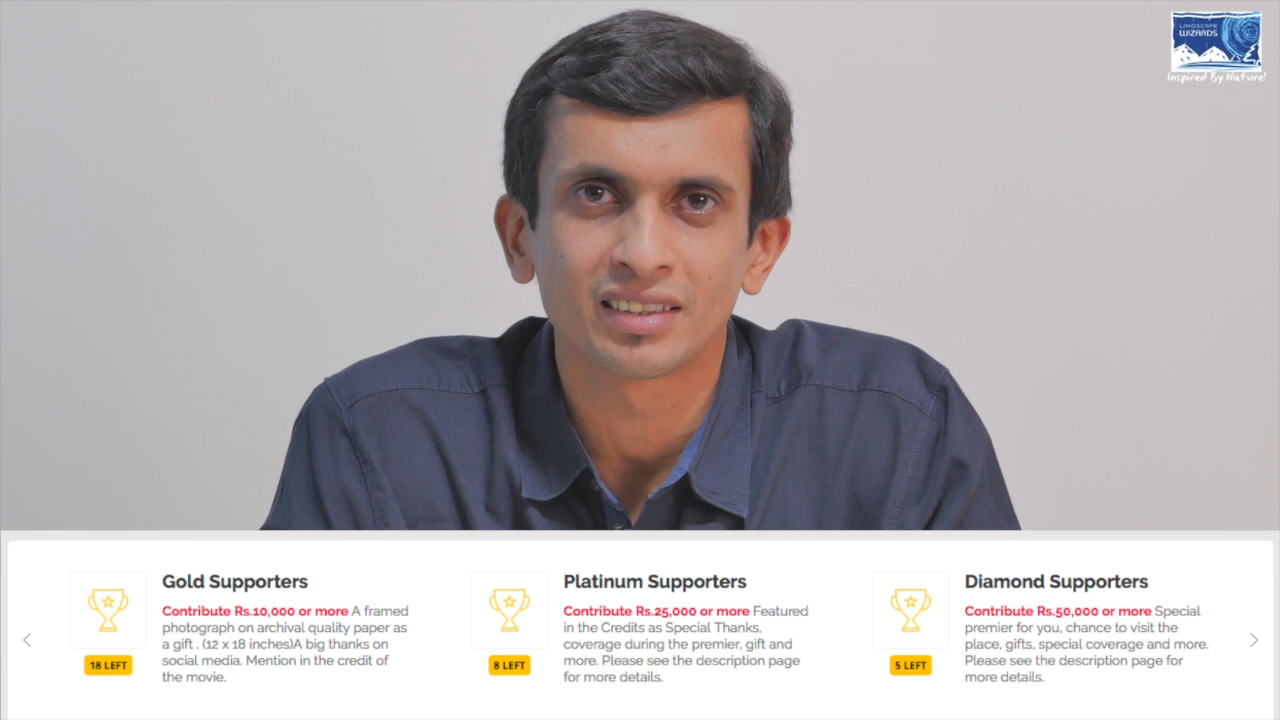 LANDSCAPE
WIZARDS
Inspired By Nature!
Gold Supporters
Contribute Rs.10,000 or more A framed
photograph on archival quality paper as
a gift . (12 x 18 inches)A big thanks on
social media. Mention in the credit of
the movie.
18 LEFT
Platinum Supporters
Contribute Rs.25,000 or more Featured
in the Credits as Special Thanks,
coverage during the premier, gift and
more. Please see the description page
for more details.
8 LEFT
Diamond Supporters
Contribute Rs.50,000 or more Special
premier for you, chance to visit the
place, gifts, special coverage and more.
Please see the description page for
more details.
5 LEFT